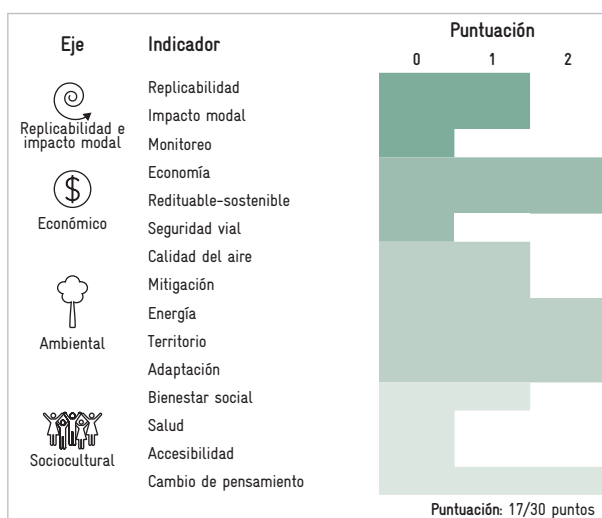 Eje Indicador Puntuación
0 1 2
Replicabilidad e
impacto modal
Replicabilidad
Impacto modal
Monitoreo
Económico
Economía
Redituable-sostenible
Seguridad vial
Ambiental
Calidad del aire
Mitigación
Energía
Territorio
Adaptación
Sociocultural
Bienestar social
Salud
Accesibilidad
Cambio de pensamiento
Puntuación: 17/30 puntos